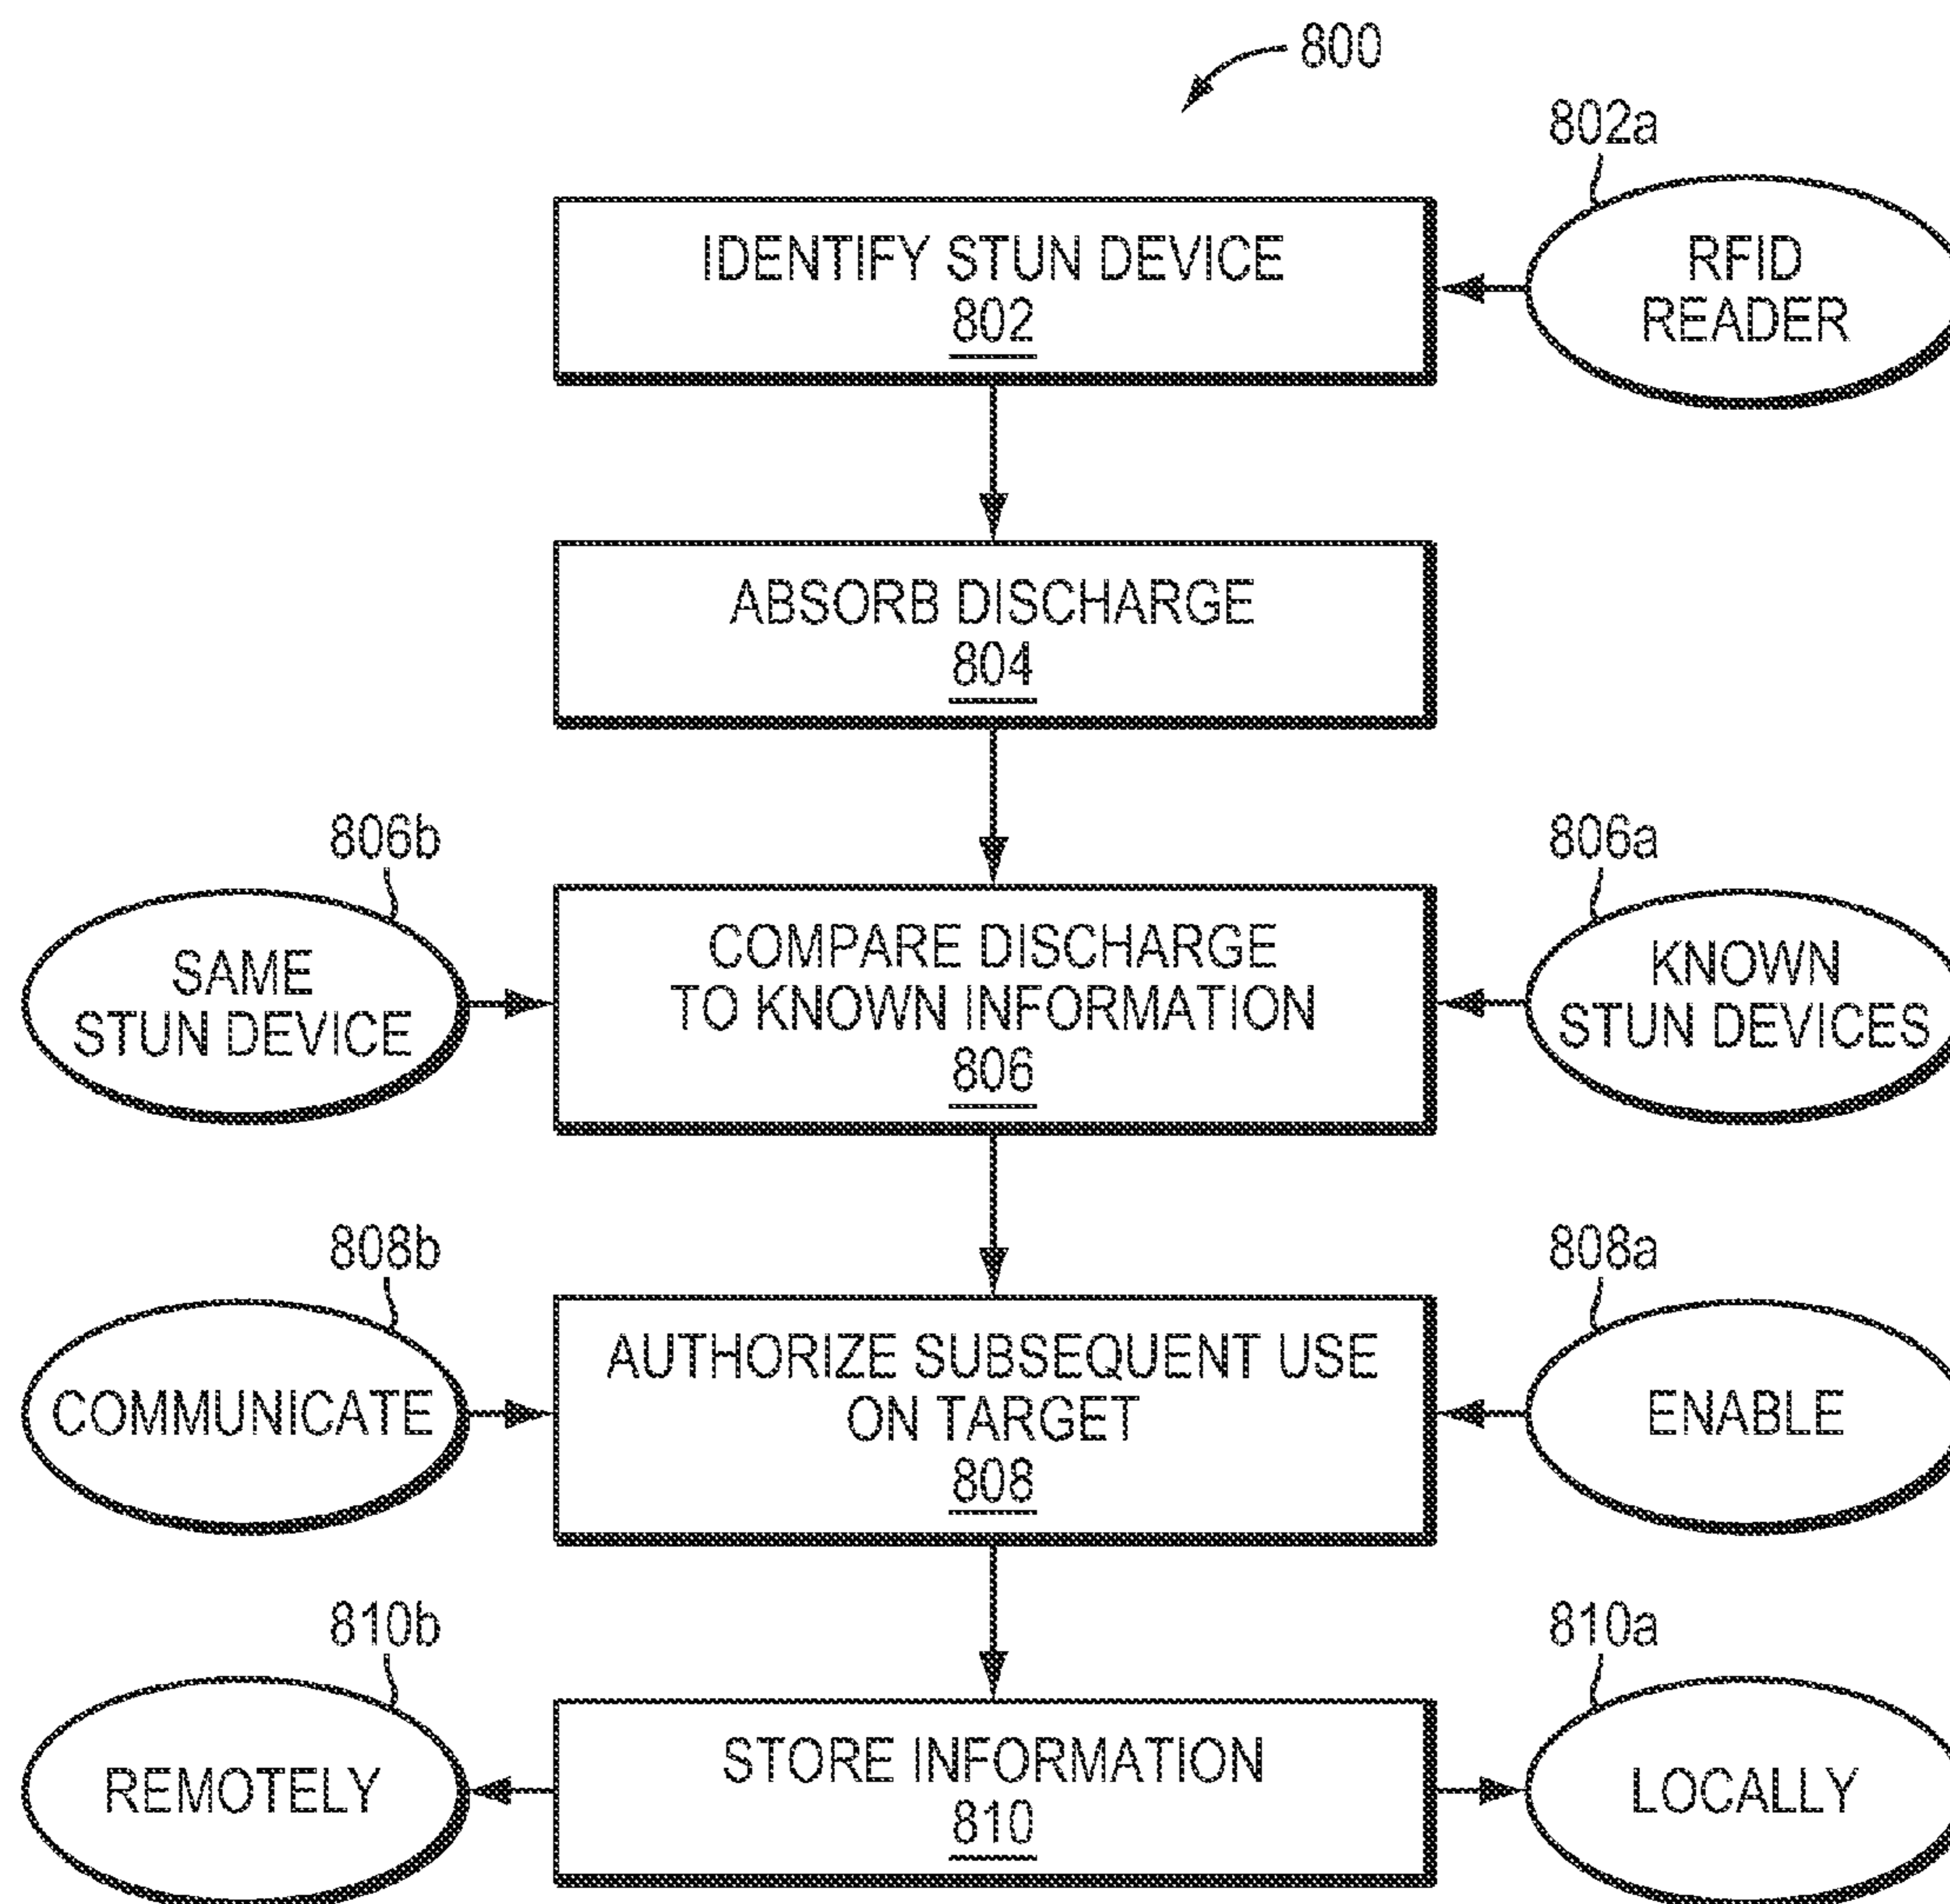 800
802a
IDENTIFY STUN DEVICE
802
RFID
READER
ABSORB DISCHARGE
804
806b
806a
SAME
STUN DEVICE
COMPARE DISCHARGE
TO KNOWN INFORMATION
806
KNOWN
STUN DEVICES
808b
808a
COMMUNICATE
AUTHORIZE SUBSEQUENT USE
ON TARGET
808
ENABLE
810b
810a
REMOTELY
STORE INFORMATION
810
LOCALLY